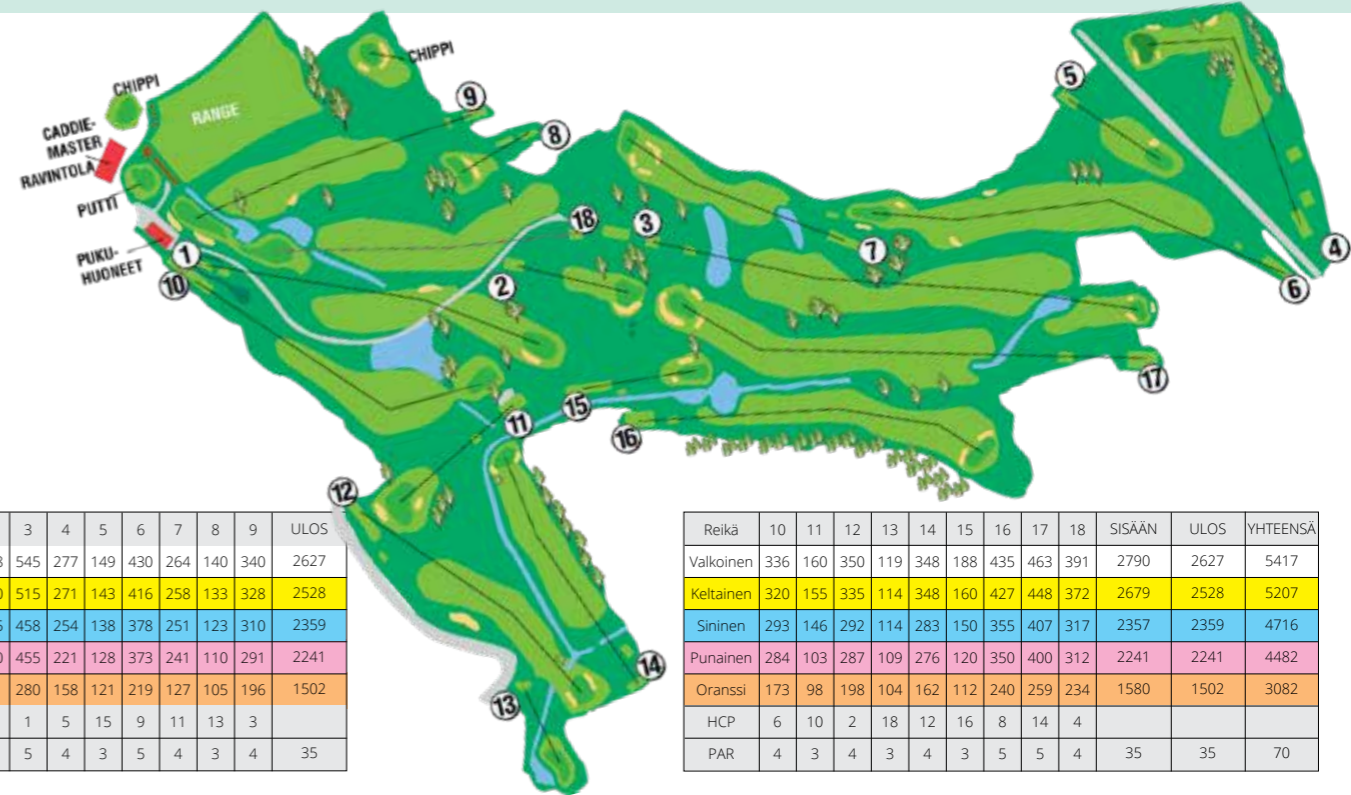 CHIPPI
CHIPPI
RANGE
CADDIE-
MASTER
RAVINTOLA
PUTTI
PUKU-
HUONEET
1
10
9
8
18
3
2
7
5
4
6
17
15
11
16
12
14
13
3 4 5 6 7 8 9 ULOS
545 277 149 430 264 140 340 2627
515 271 143 416 258 133 328 2528
458 254 138 378 251 123 310 2359
455 221 128 373 241 110 291 2241
280 158 121 219 127 105 196 1502
1 5 15 9 11 13 3
5 4 3 5 4 3 4 35
Reikä 10 11 12 13 14 15 16 17 18 SISÄÄN ULOS YHTEENSÄ
Valkoinen 336 160 350 119 348 188 435 463 391 2790 2627 5417
Keltainen 320 155 335 114 348 160 427 448 372 2679 2528 5207
Sininen 293 146 292 114 283 150 355 407 317 2357 2359 4716
Punainen 284 103 287 109 276 120 350 400 312 2241 2241 4482
Oranssi 173 98 198 104 162 112 240 259 234 1580 1502 3082
HCP 6 10 2 18 12 16 8 14 4
PAR 4 3 4 3 4 3 5 5 4 35 35 70